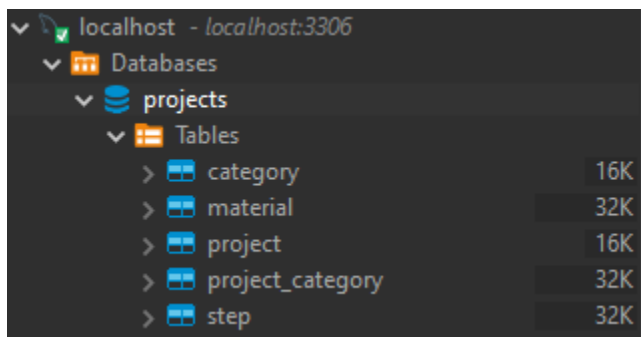 localhost - localhost:3306
Databases
projects
Tables
category 16K
material 32K
project 16K
project_category 32K
step 32K